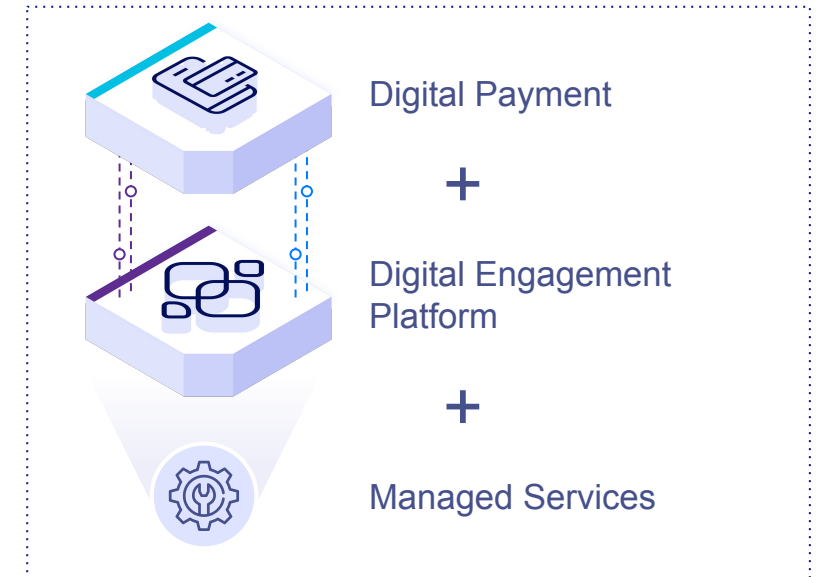 Digital Payment
+
Digital Engagement
Platform
+
Managed Services